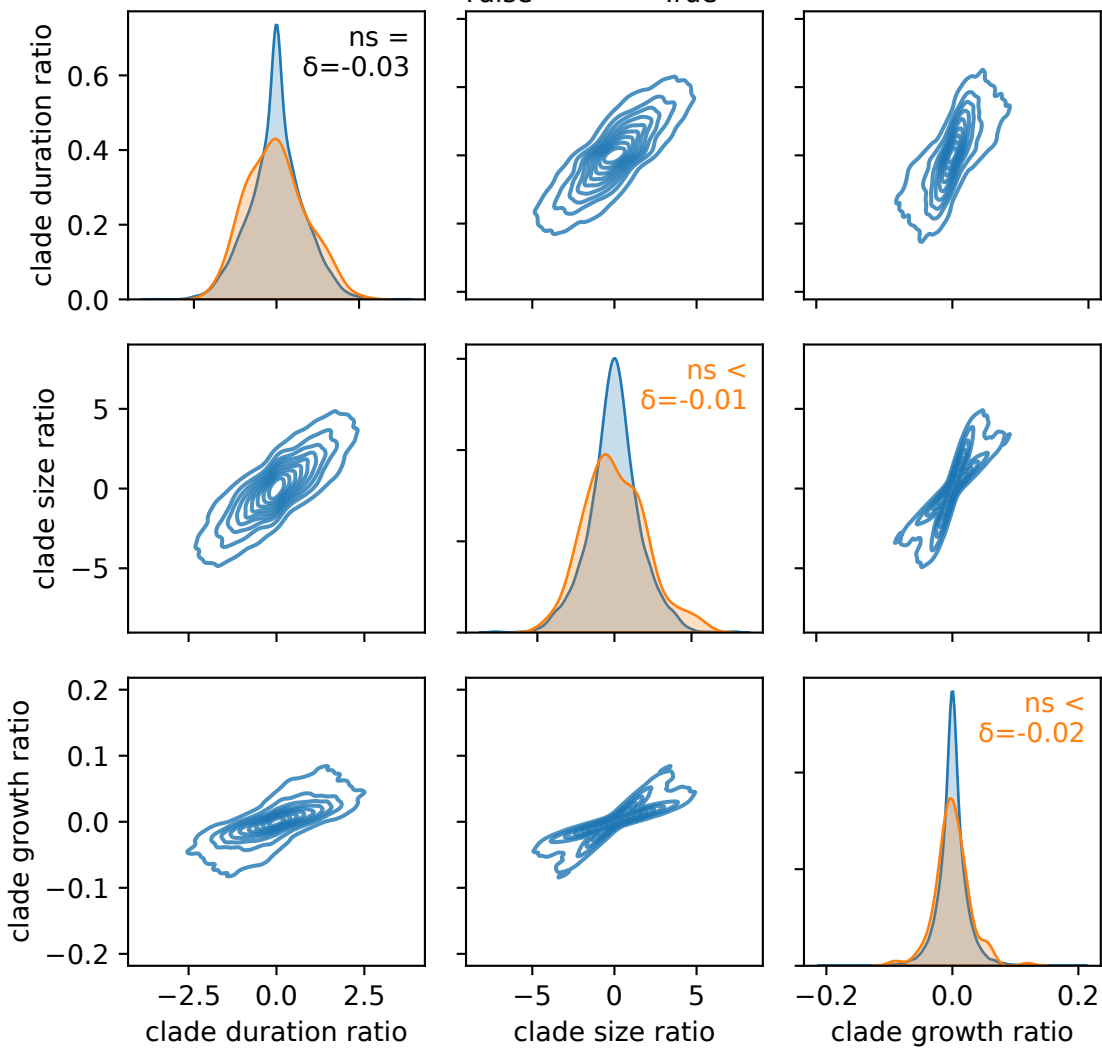 ns =
δ=-0.03
clade duration ratio
0.6
0.4
0.2
0.0
ns <
δ=-0.01
clade size ratio
5
0
−5
−2.5 0.0 2.5
−5 0 5
−0.2 0.0 0.2
ns <
δ=-0.02
clade growth ratio
0.2
0.1
0.0
−0.1
−0.2
clade duration ratio
clade size ratio
clade growth ratio